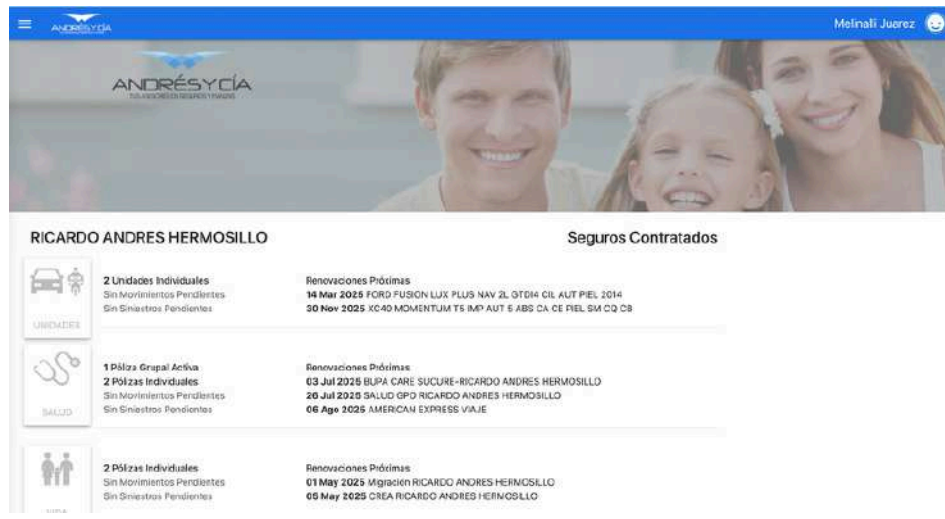 ANDRÉSYCÍA
Melinalli Juarez
ANDRÉSYCÍA
RICARDO ANDRES HERMOSILLO
Seguros Contratados
UNIDADES
2 Unidades Individuales
Sin Movimientos Pendientes
Sin Siniestros Pendientes
Renovaciones Próximas
14 Mar 2025 FORD FUSION LUX PLUS NAV 2L GTDI4 CIL AUT PIEL 2014
30 Nov 2025 XC40 MOMENTUM T5 IMP AUT 5 ABS CA CE PIEL SM CQ CB
SALUD
1 Póliza Grupal Activa
2 Pólizas Individuales
Sin Movimientos Pendientes
Sin Siniestros Pendientes
Renovaciones Próximas
03 Jul 2025 BUPA CARE SUCURE-RICARDO ANDRES HERMOSILLO
26 Jul 2025 SALUD GPO RICARDO ANDRES HERMOSILLO
06 Ago 2025 AMERICAN EXPRESS VIAJE
VIDA
2 Pólizas Individuales
Sin Movimientos Pendientes
Sin Siniestros Pendientes
Renovaciones Próximas
01 May 2025 Migración RICARDO ANDRES HERMOSILLO
05 May 2025 CREA RICARDO ANDRES HERMOSILLO